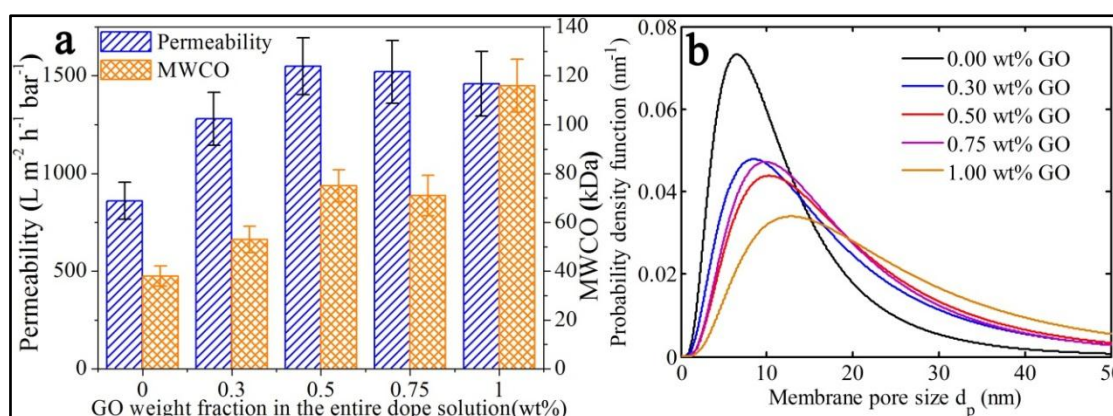 a
Permeability
MWCO
Permeability (L m⁻² h⁻¹ bar⁻¹)
1500
1000
500
0
MWCO (kDa)
140
120
100
80
60
40
20
0
0 0.3 0.5 0.75 1
GO weight fraction in the entire dope solution(wt%)
b
0.00 wt% GO
0.30 wt% GO
0.50 wt% GO
0.75 wt% GO
1.00 wt% GO
Probability density function (nm⁻¹)
0.08
0.06
0.04
0.02
0
0 10 20 30 40 50
Membrane pore size dₚ (nm)